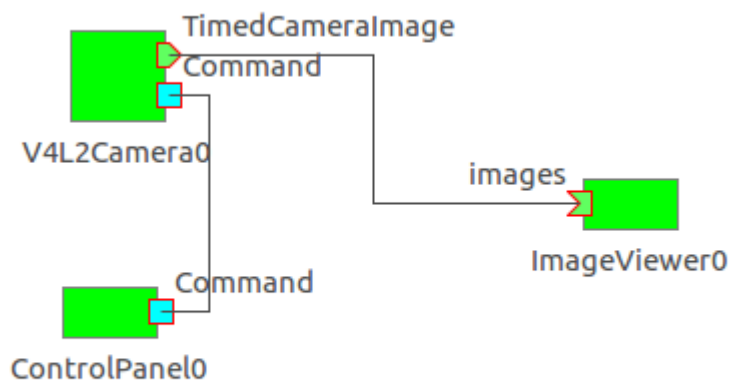 TimedCameraImage
Command
V4L2Camera0
images
ImageViewer0
Command
ControlPanel0